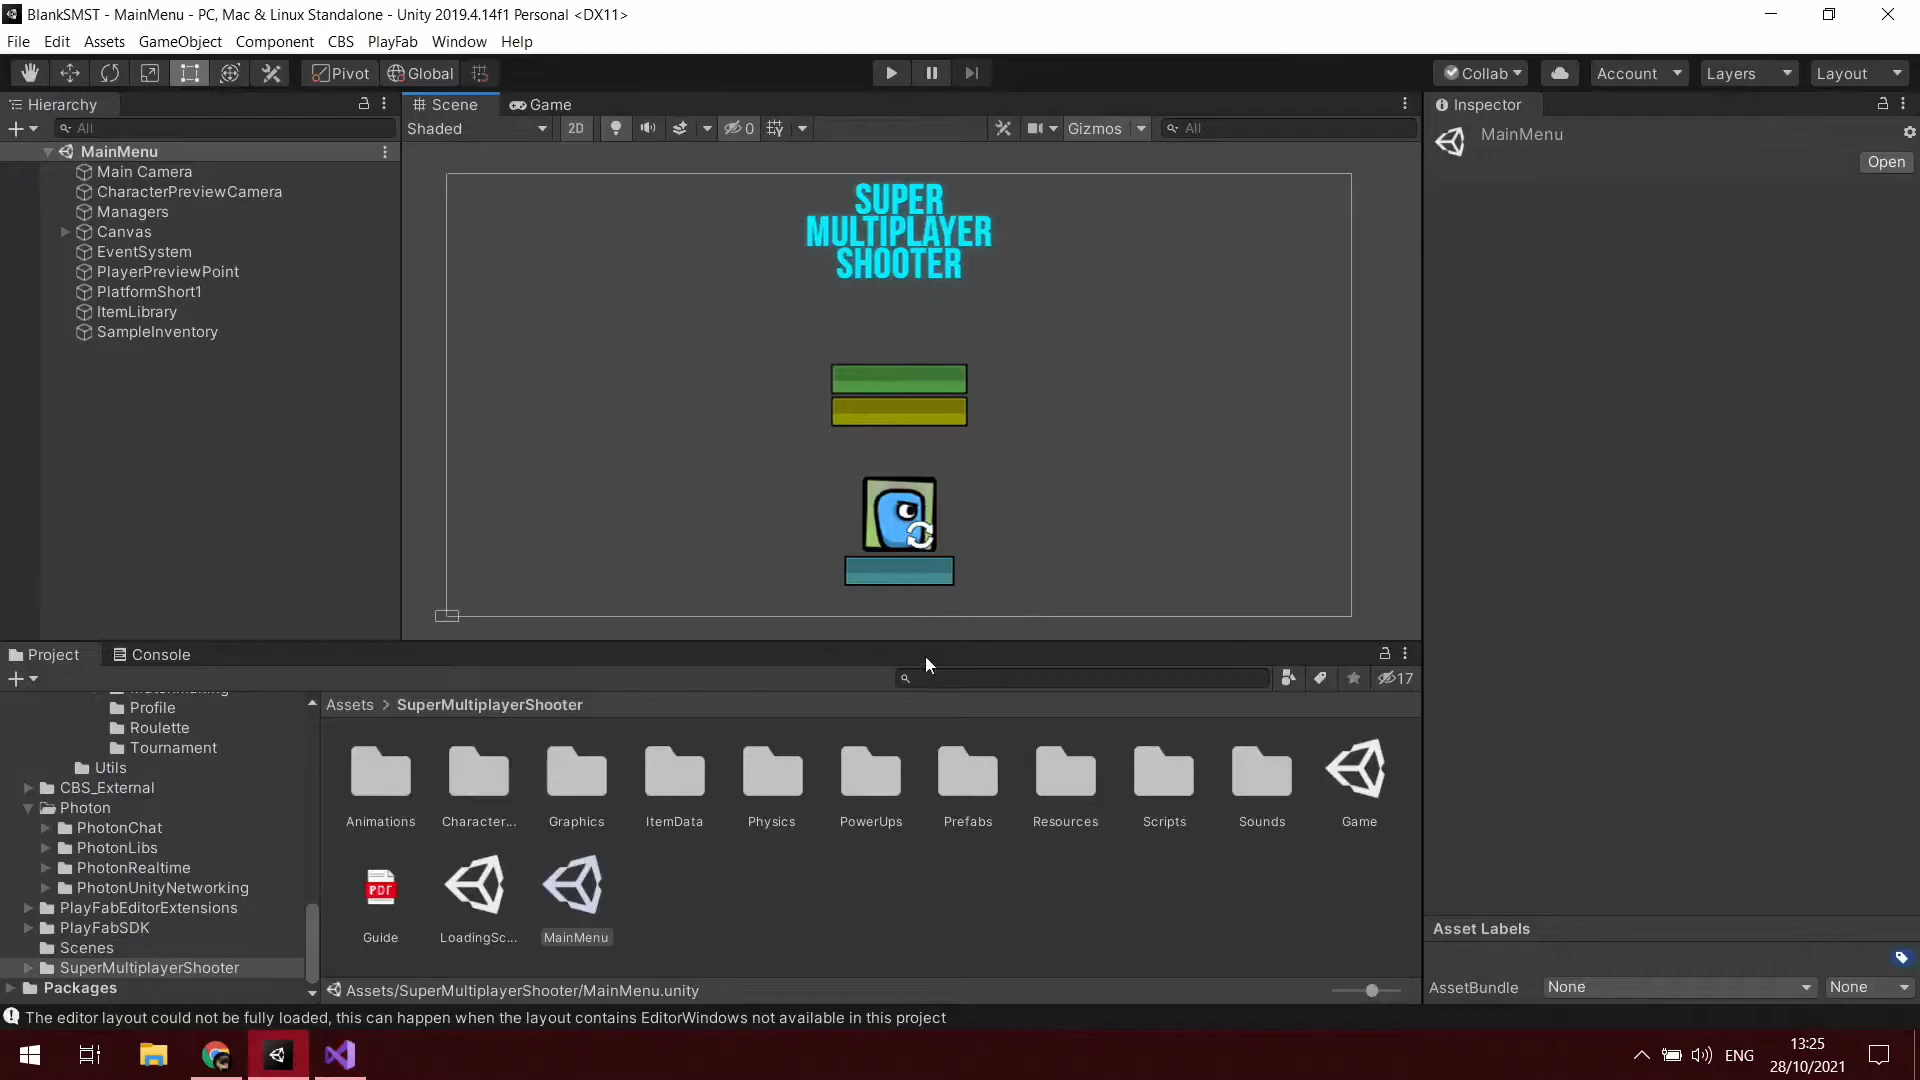 BlankSMST - MainMenu - PC, Mac & Linux Standalone - Unity 2019.4.14f1 Personal <DX11>
File Edit Assets GameObject Component CBS PlayFab Window Help
Pivot Global Collab Account Layers Layout
Hierarchy
All
MainMenu
Main Camera
CharacterPreviewCamera
Managers
Canvas
EventSystem
PlayerPreviewPoint
PlatformShort1
ItemLibrary
SampleInventory
Scene Game
Shaded 2D 0 Gizmos All
SUPER
MULTIPLAYER
SHOOTER
Inspector
MainMenu
Open
Project Console
17
Profile
Roulette
Tournament
Utils
CBS_External
Photon
PhotonChat
PhotonLibs
PhotonRealtime
PhotonUnityNetworking
PlayFabEditorExtensions
PlayFabSDK
Scenes
SuperMultiplayerShooter
Packages
Assets > SuperMultiplayerShooter
Animations Character... Graphics ItemData Physics PowerUps Prefabs Resources Scripts Sounds Game
PDF
Guide LoadingSc... MainMenu
Assets/SuperMultiplayerShooter/MainMenu.unity
Asset Labels
AssetBundle None None
The editor layout could not be fully loaded, this can happen when the layout contains EditorWindows not available in this project
ENG
13:25
28/10/2021